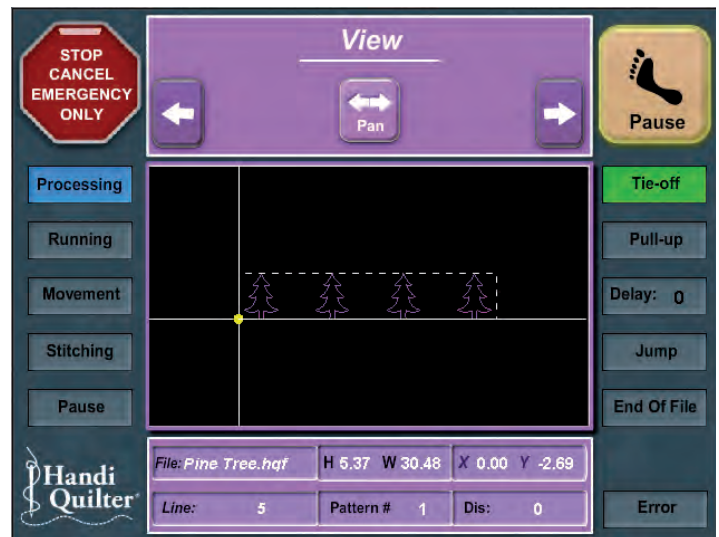 STOP
CANCEL
EMERGENCY
ONLY
View
Pan
Pause
Processing
Running
Movement
Stitching
Pause
Tie-off
Pull-up
Delay: 0
Jump
End Of File
Handi
Quilter®
File: Pine Tree.hqf H 5.37 W 30.48 X 0.00 Y -2.69
Line: 5 Pattern # 1 Dis: 0
Error